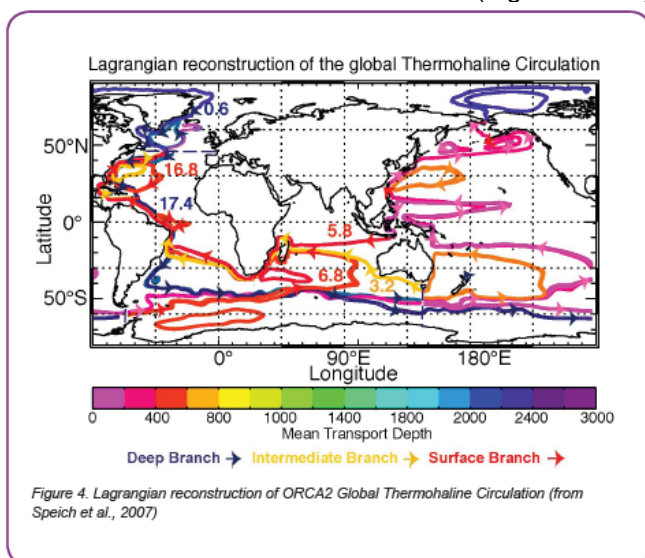 Lagrangian reconstruction of the global Thermohaline Circulation
0.6
50°N
16.8
17.4
Latitude
0°
5.8
6.8
3.2
50°S
0°
90°E
180°E
Longitude
0
400
800
1000
1400
1800
2000
2400
3000
Mean Transport Depth
Deep Branch
Intermediate Branch
Surface Branch
Figure 4. Lagrangian reconstruction of ORCA2 Global Thermohaline Circulation (from
Speich et al., 2007)